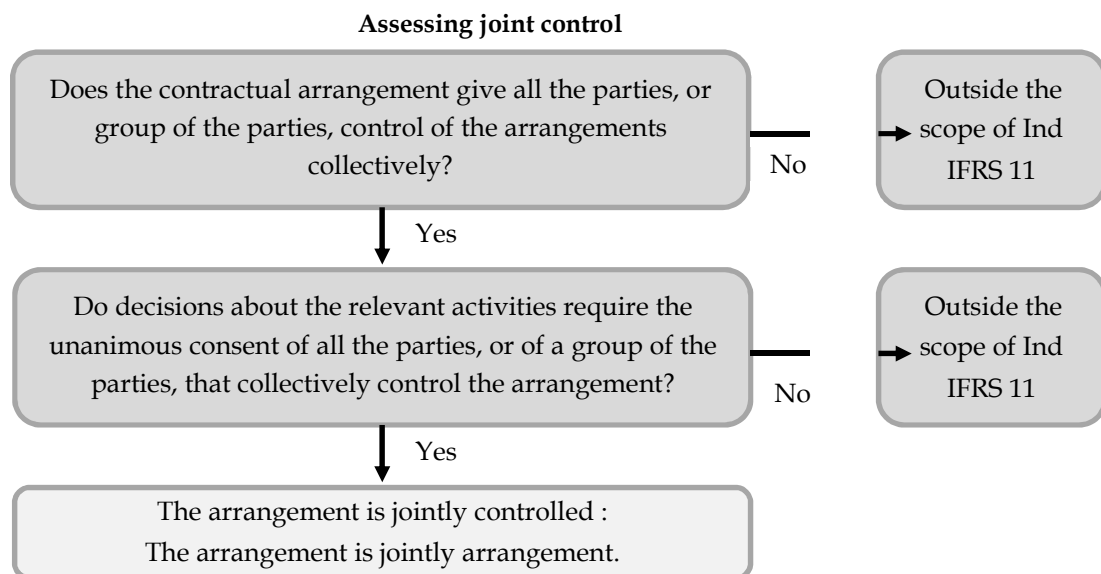 Assessing joint control
Does the contractual arrangement give all the parties, or
group of the parties, control of the arrangements
collectively?
No
Outside the
scope of Ind
IFRS 11
Yes
Do decisions about the relevant activities require the
unanimous consent of all the parties, or of a group of the
parties, that collectively control the arrangement?
No
Outside the
scope of Ind
IFRS 11
Yes
The arrangement is jointly controlled :
The arrangement is jointly arrangement.